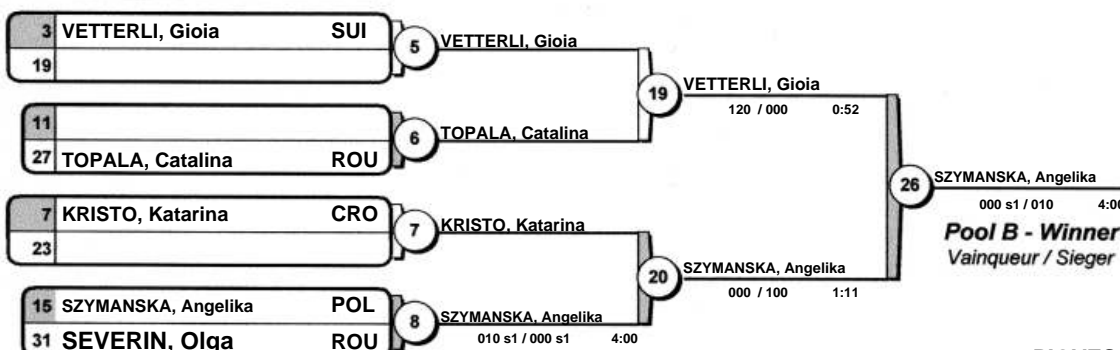 3 VETTERLI, Gioia SUI
19
5 VETTERLI, Gioia
11
27 TOPALA, Catalina ROU
6 TOPALA, Catalina
19 VETTERLI, Gioia
120 / 000 0:52
7 KRISTO, Katarina CRO
23
7 KRISTO, Katarina
15 SZYMANSKA, Angelika POL
31 SEVERIN, Olga ROU
8 SZYMANSKA, Angelika
010 s1 / 000 s1 4:00
20 SZYMANSKA, Angelika
000 / 100 1:11
26 SZYMANSKA, Angelika
000 s1 / 010
Pool B - Winner
Vainqueur / Sieger